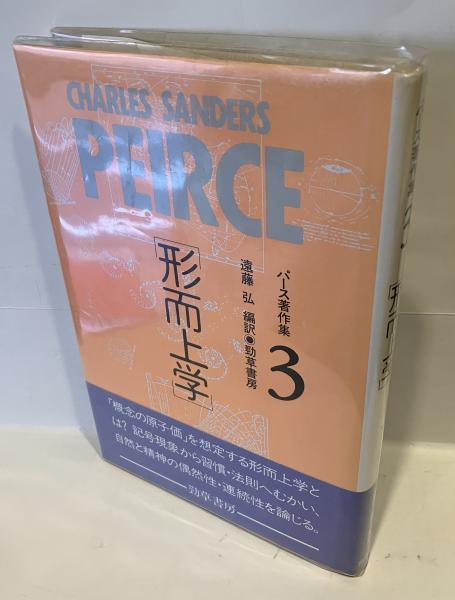 CHARLES SANDERS
PEIRCE
パース著作集
3
遠藤 弘 編訳●勁草書房
[形而上学]
「概念の原子価」を想定する形而上学と
は? 記号現象から習慣・法則へむかい、
自然と精神の偶然性・連続性を論じる。
——勁草書房——